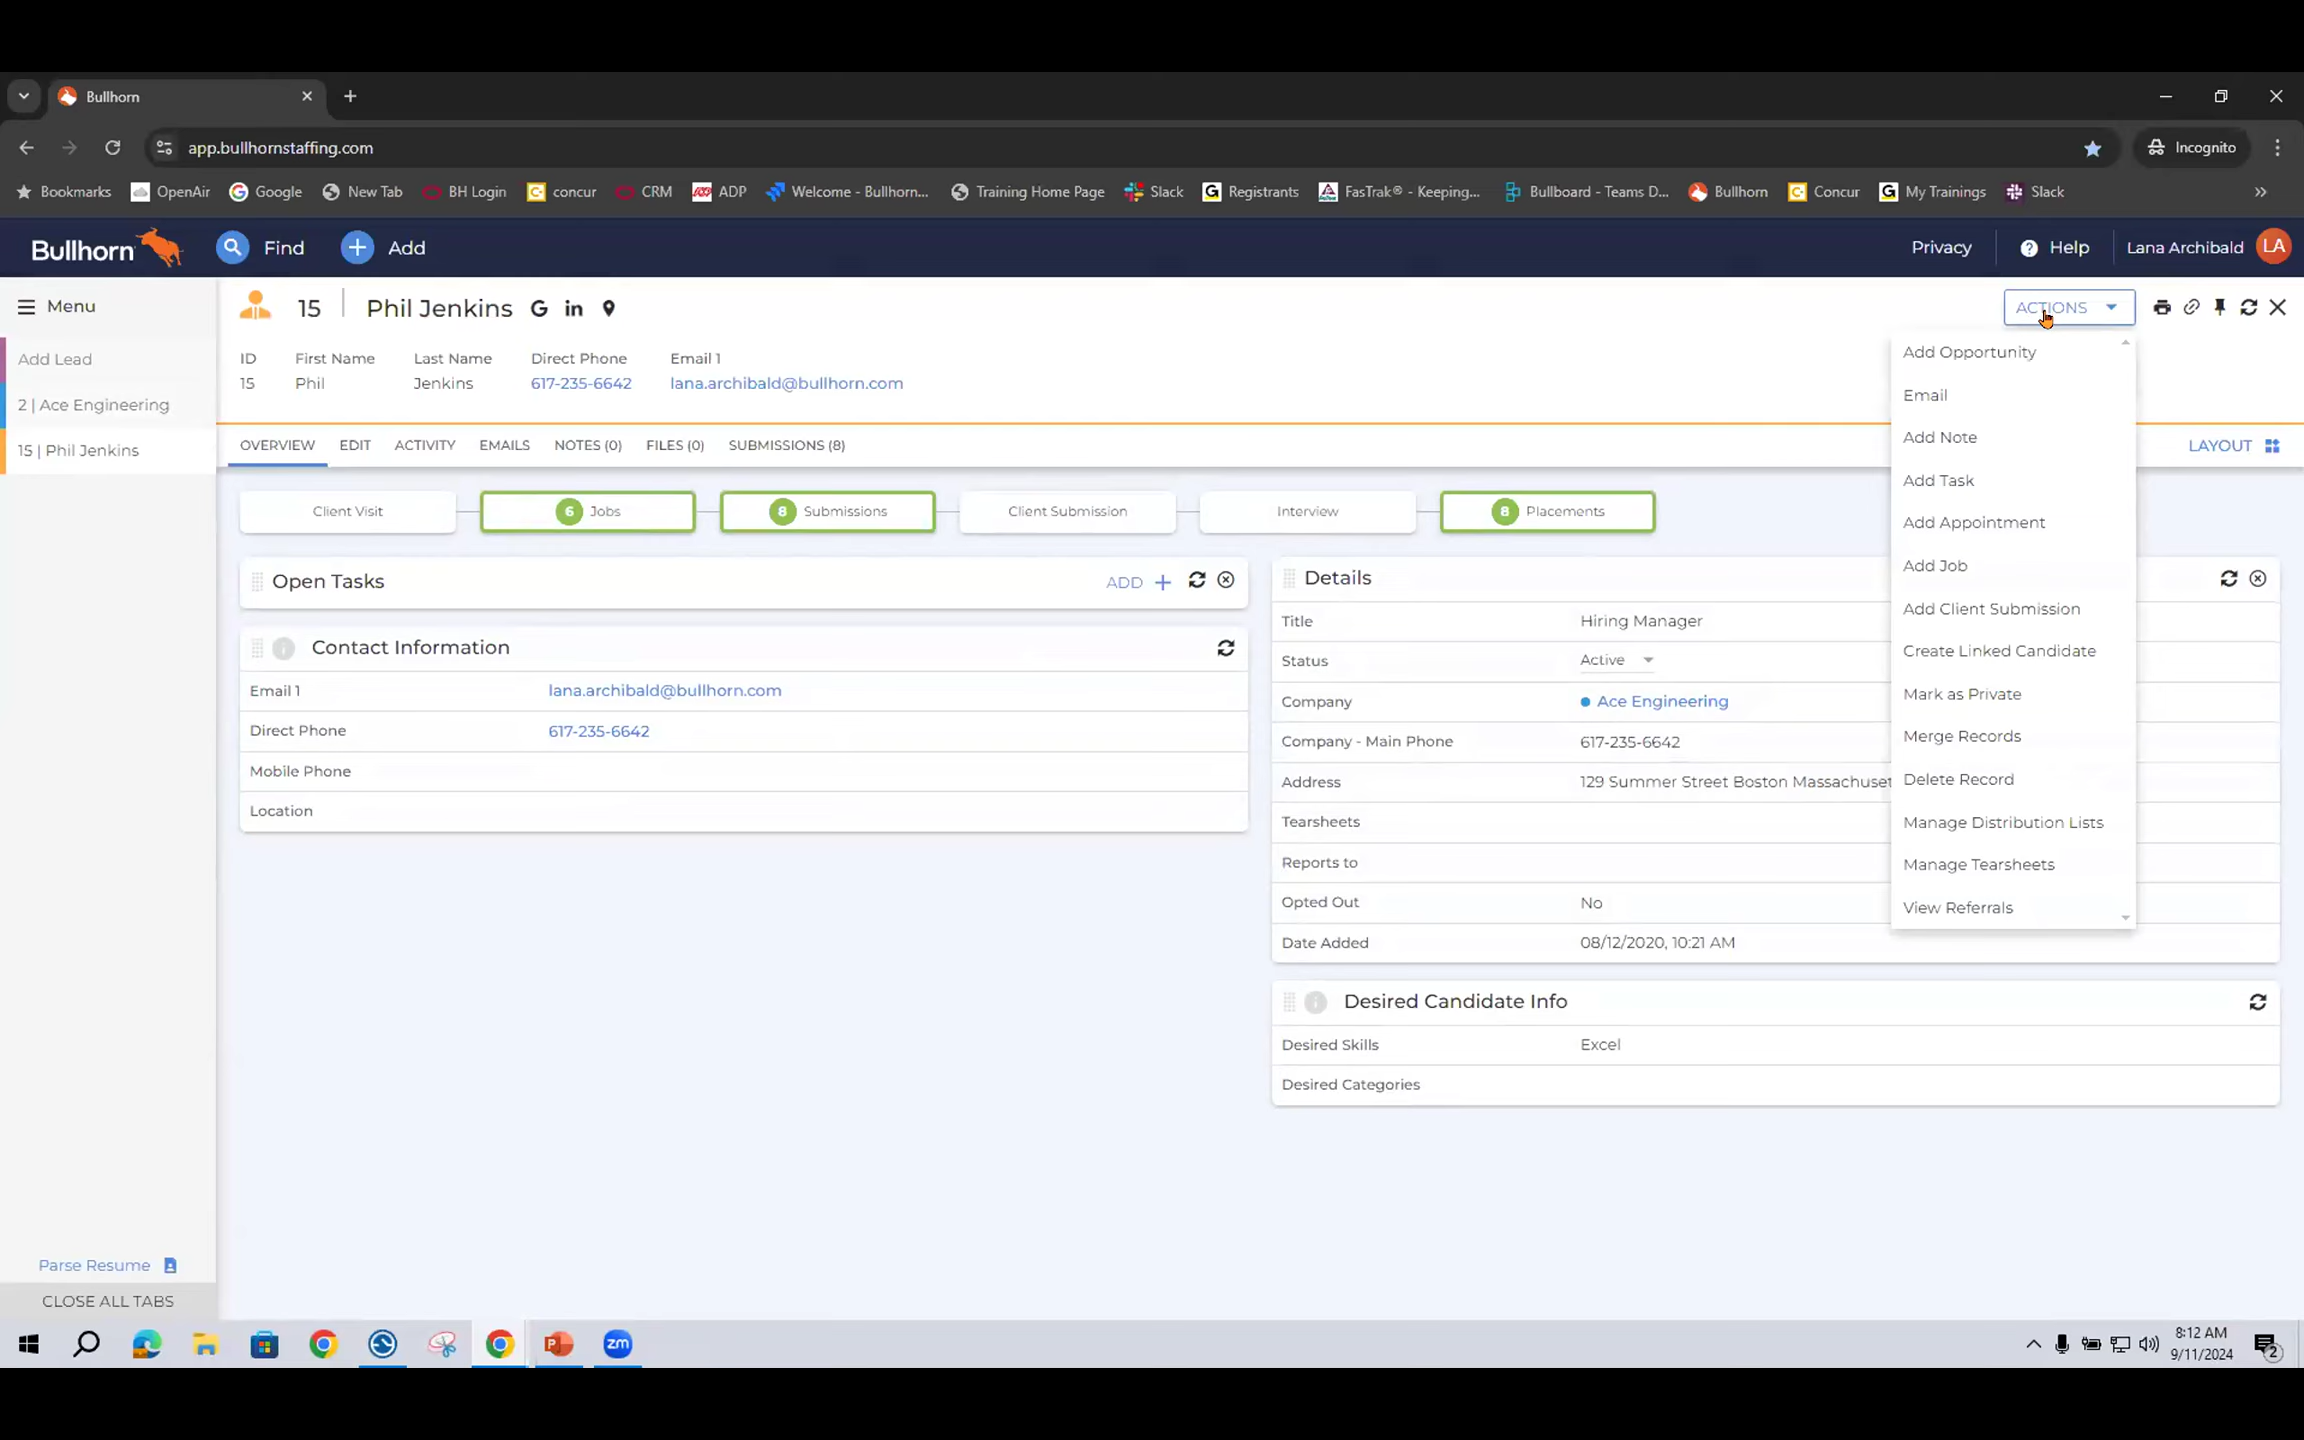 Bullhorn
app.bullhornstaffing.com
Incognito
Bookmarks OpenAir Google New Tab BH Login concur CRM ADP Welcome - Bullhorn... Training Home Page Slack Registrants FasTrak® - Keeping... Bullboard - Teams D... Bullhorn Concur My Trainings Slack
Bullhorn Find Add Privacy Help Lana Archibald LA
Menu
Add Lead
2 | Ace Engineering
15 | Phil Jenkins
15 Phil Jenkins
ACTIONS
ID First Name Last Name Direct Phone Email 1
15 Phil Jenkins 617-235-6642 lana.archibald@bullhorn.com
OVERVIEW EDIT ACTIVITY EMAILS NOTES (0) FILES (0) SUBMISSIONS (8) LAYOUT
Client Visit 6 Jobs 8 Submissions Client Submission Interview 8 Placements
Open Tasks ADD
Contact Information
Email 1 lana.archibald@bullhorn.com
Direct Phone 617-235-6642
Mobile Phone
Location
Details
Title Hiring Manager
Status Active
Company Ace Engineering
Company - Main Phone 617-235-6642
Address 129 Summer Street Boston Massachuset
Tearsheets
Reports to
Opted Out No
Date Added 08/12/2020, 10:21 AM
Desired Candidate Info
Desired Skills Excel
Desired Categories
Add Opportunity
Email
Add Note
Add Task
Add Appointment
Add Job
Add Client Submission
Create Linked Candidate
Mark as Private
Merge Records
Delete Record
Manage Distribution Lists
Manage Tearsheets
View Referrals
Parse Resume
CLOSE ALL TABS
zm
8:12 AM
9/11/2024
2